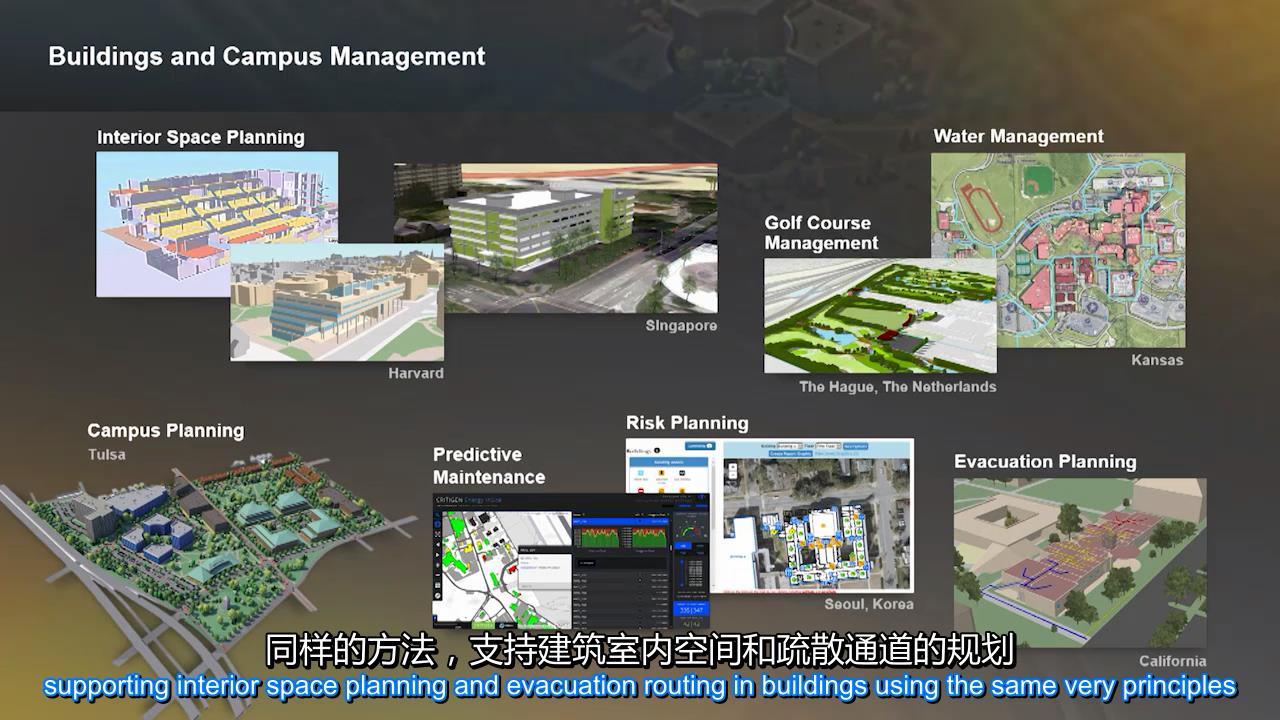 Buildings and Campus Management
Interior Space Planning
Harvard
Singapore
Golf Course
Management
The Hague, The Netherlands
Water Management
Kansas
Campus Planning
Tulsa
Predictive
Maintenance
CRITIGEN
Risk Planning
Seoul, Korea
Evacuation Planning
California
同样的方法，支持建筑室内空间和疏散通道的规划
supporting interior space planning and evacuation routing in buildings using the same very principles